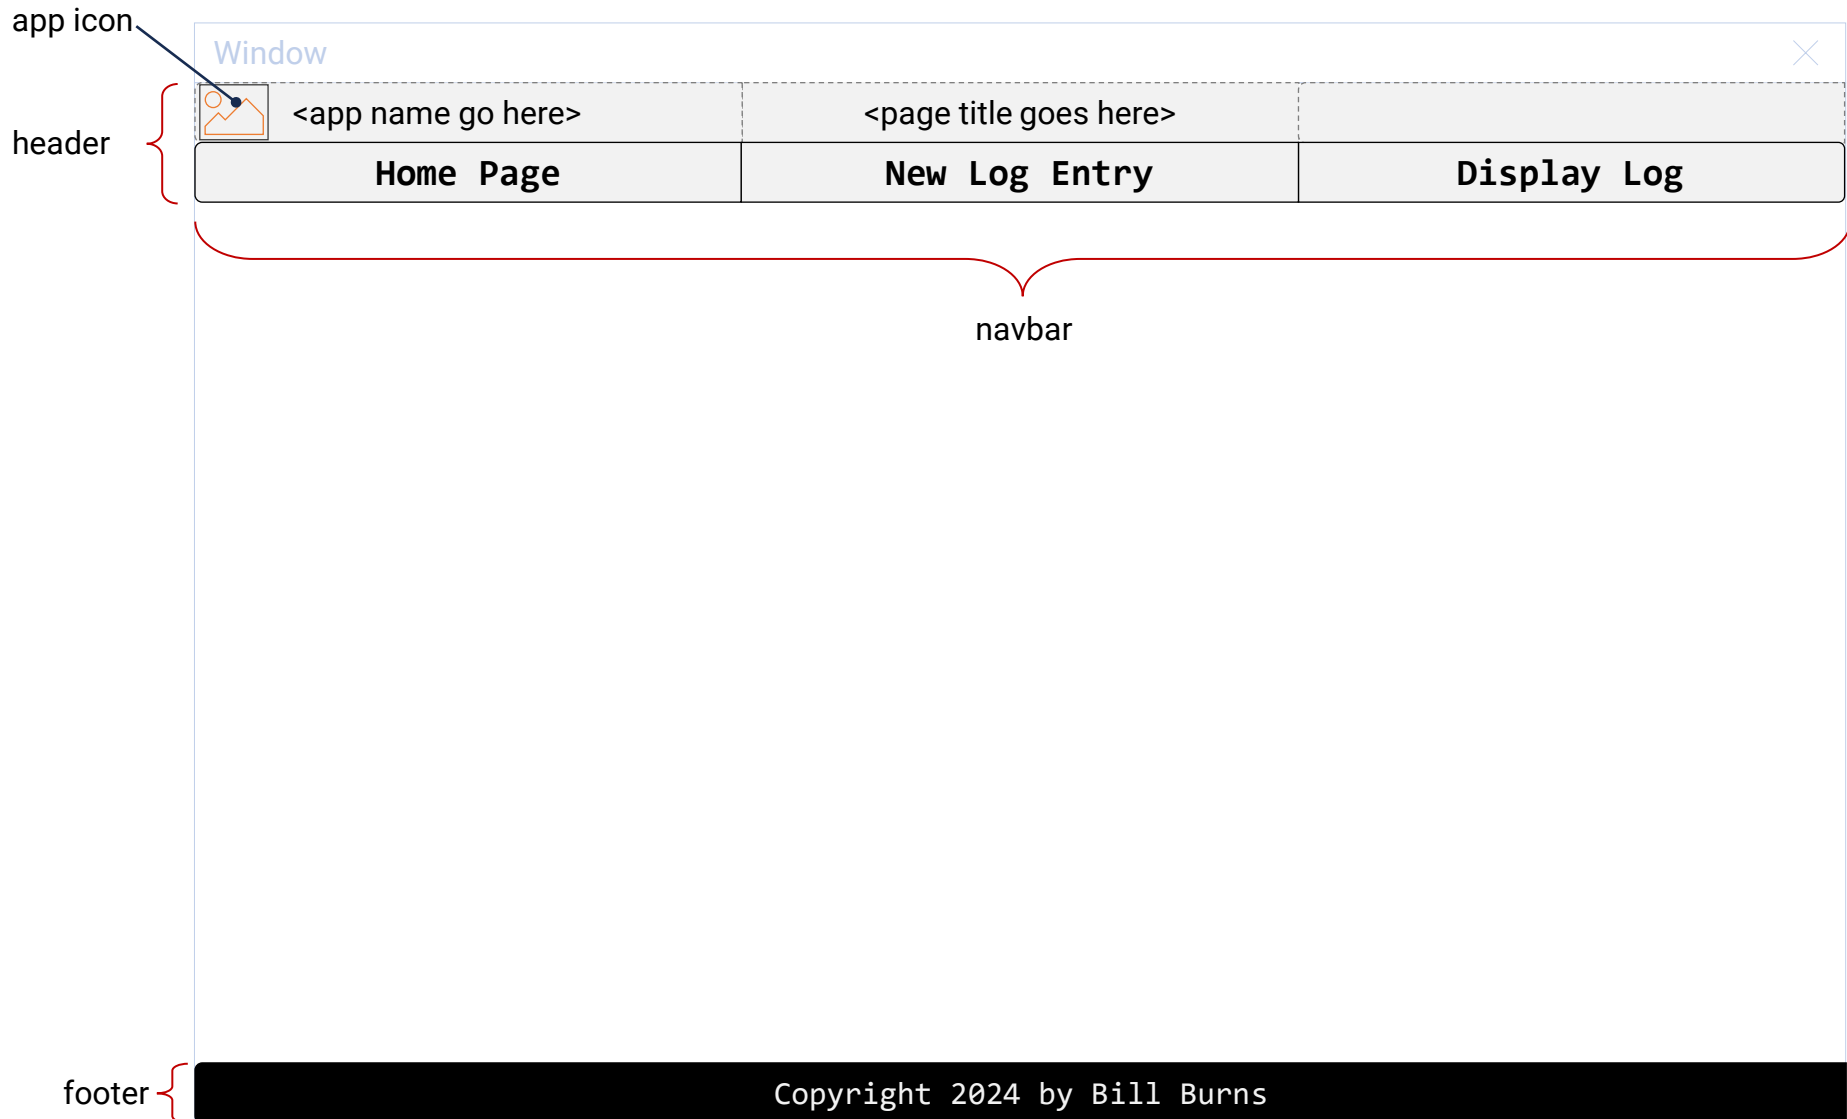 app icon
Window
header
<app name go here>
<page title goes here>
Home Page
New Log Entry
Display Log
navbar
footer
Copyright 2024 by Bill Burns